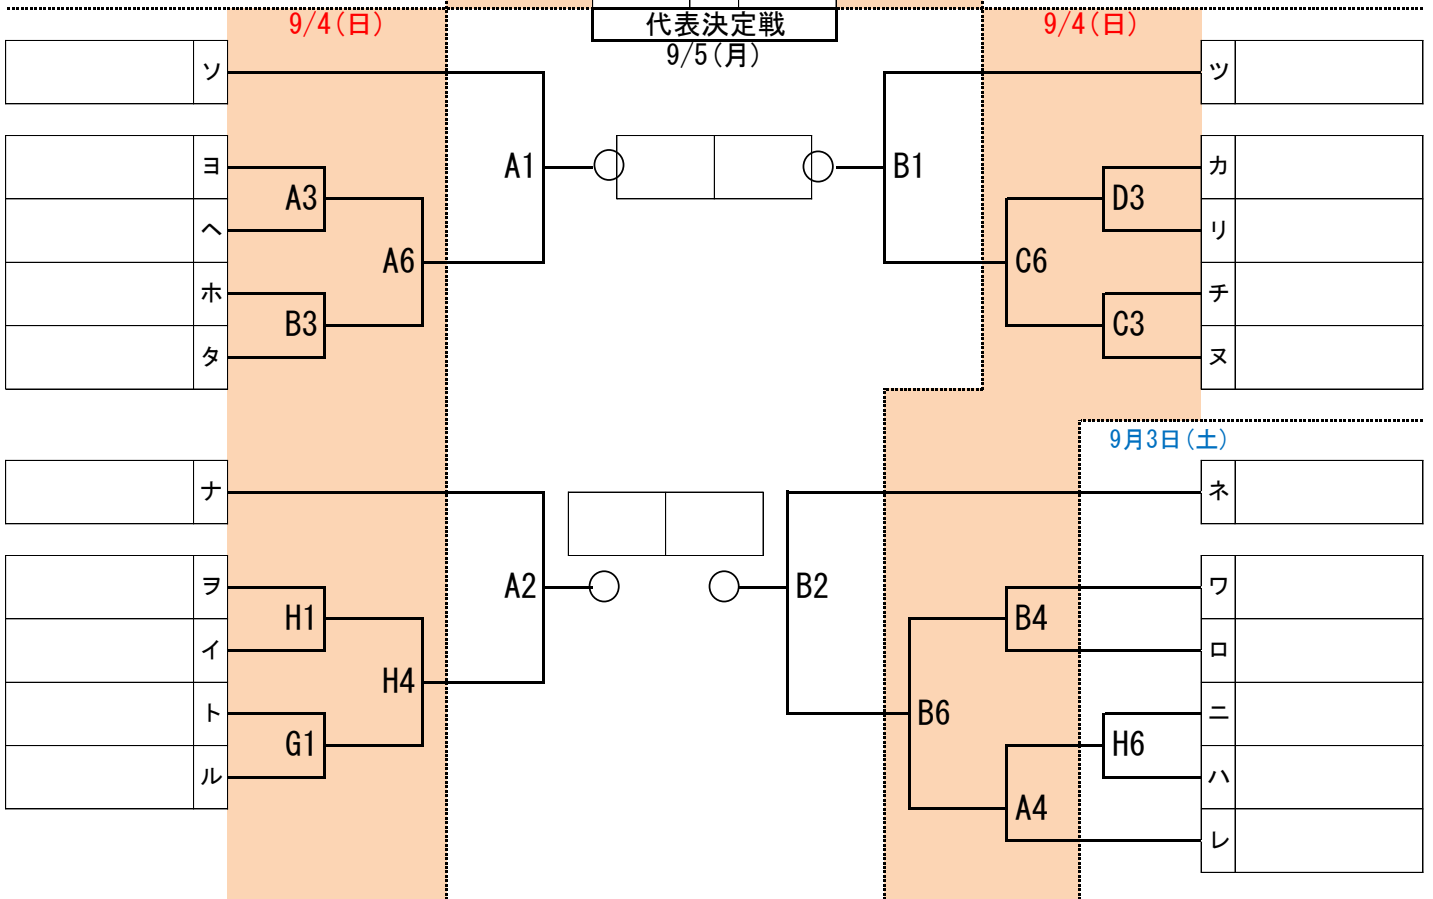 9/4(日)
代表決定戦
9/4(日)
9/5(月)
ソ
ツ
A1
B1
ヨ
カ
A3
D3
ヘ
リ
A6
C6
ホ
チ
B3
C3
タ
ヌ
9月3日(土)
ナ
ネ
ヲ
ワ
A2
B2
H1
B4
イ
ロ
H4
ト
ニ
B6
G1
H6
ル
ハ
A4
レ